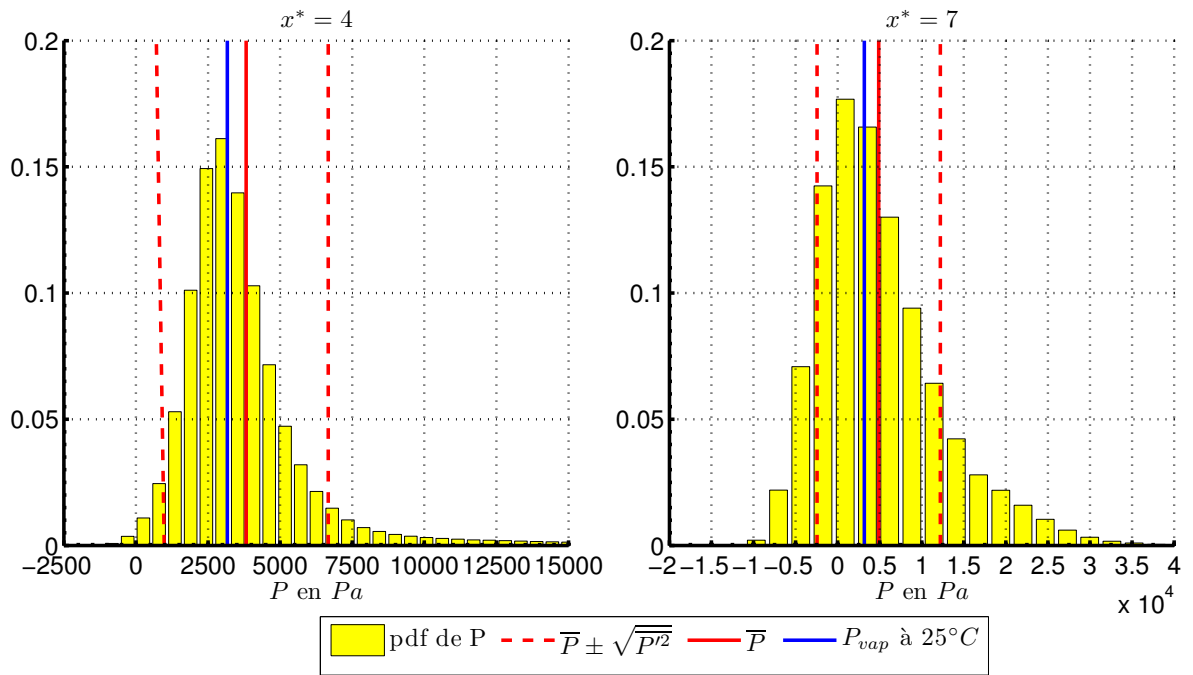 x* = 4
0.2
0.15
0.1
0.05
0
−2500 0 2500 5000 7500 10000 12500 15000
P en Pa
x* = 7
0.2
0.15
0.1
0.05
0
−2 −1.5 −1 −0.5 0 0.5 1 1.5 2 2.5 3 3.5 4
x 10^4
P en Pa
pdf de P
P̅ ± √P'²̅
P̅
P_vap à 25°C